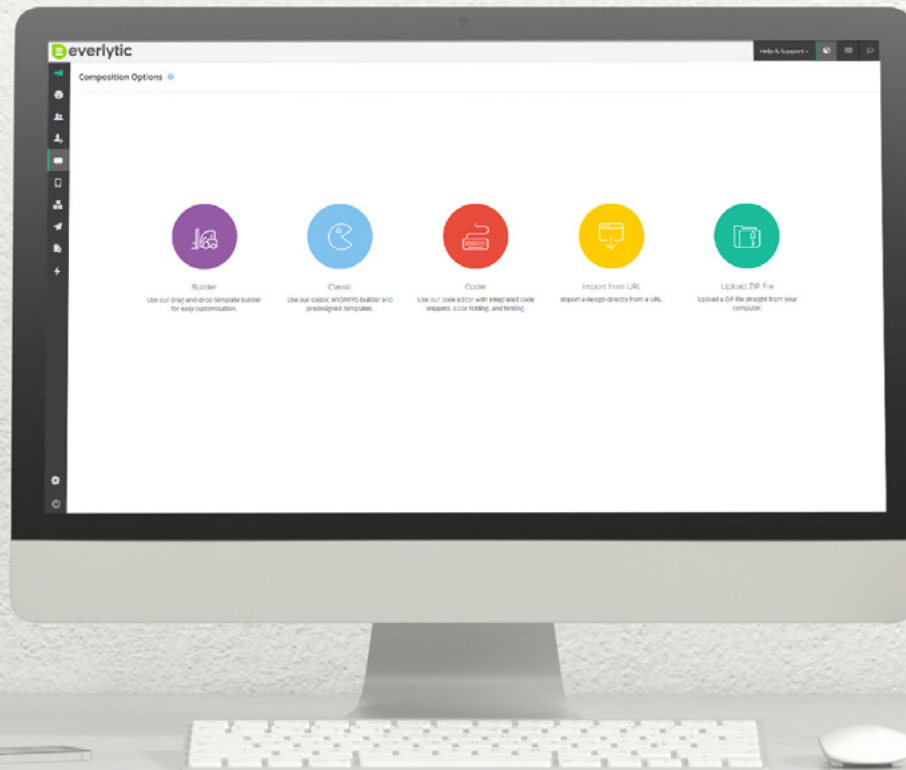 everlytic
Help & Support
Composition Options
Builder
Use our drag-and-drop template builder
for easy customisation.
Classic
Use our classic WYSIWYG builder and
predesigned templates.
Coder
Use our code editor with integrated code
snippets, code folding, and hinting.
Import from URL
Import a design directly from a URL.
Upload ZIP File
Upload a ZIP file straight from your
computer.